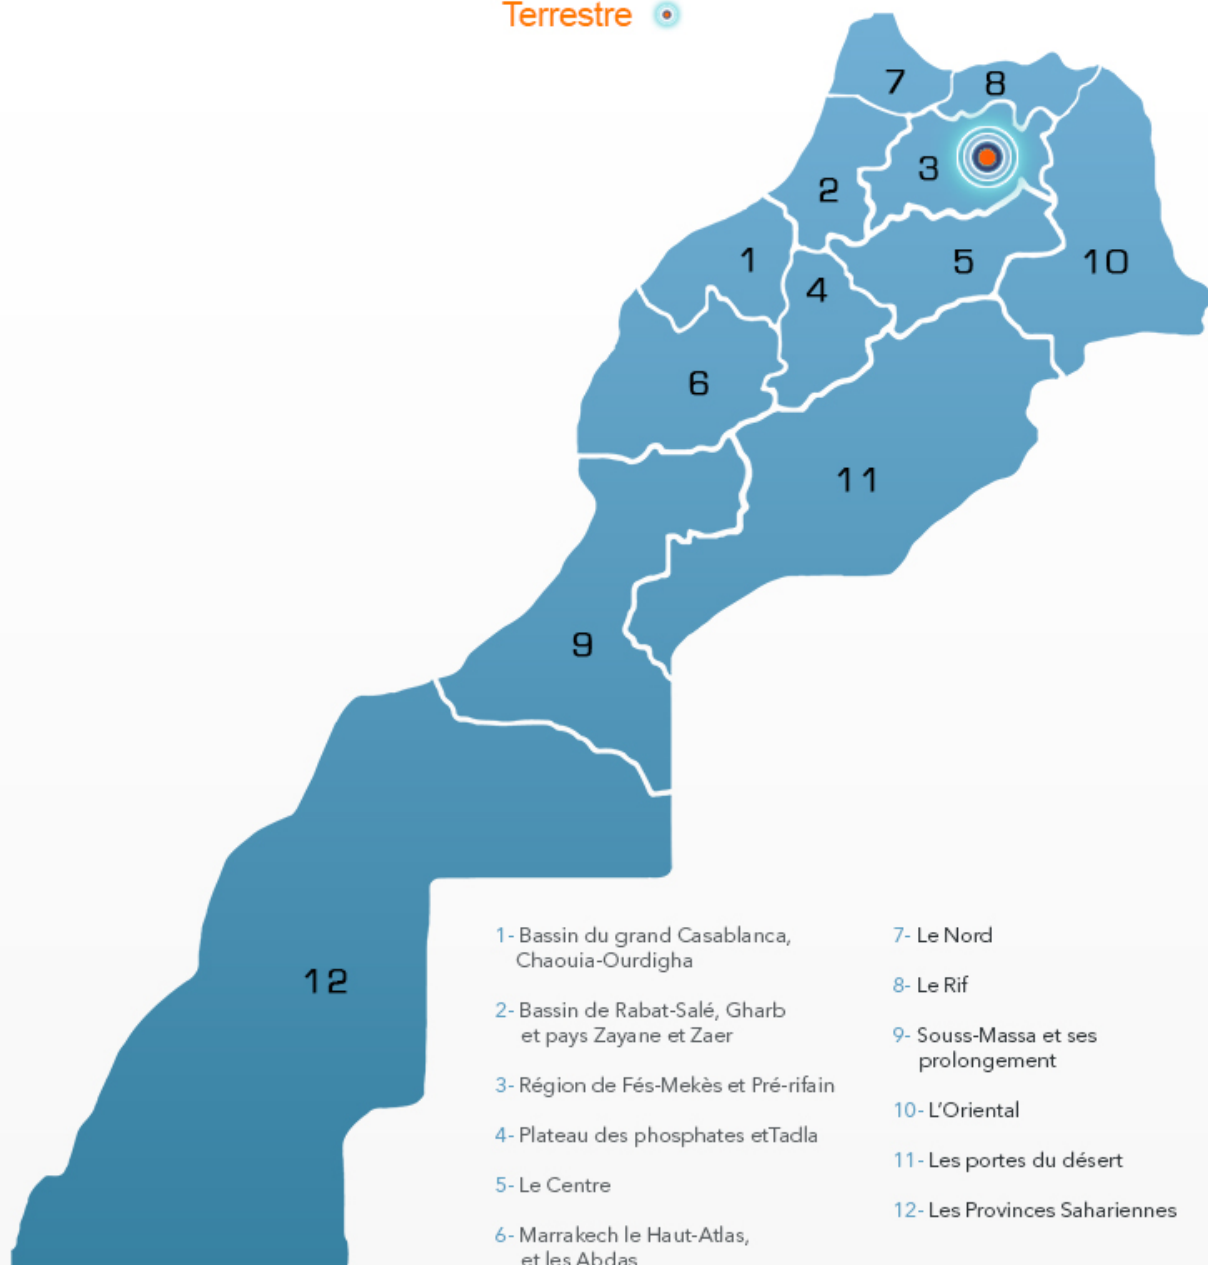 Terrestre
7
8
3
2
1
5
10
4
6
11
9
12
1- Bassin du grand Casablanca,
Chaouia-Ourdigha
2- Bassin de Rabat-Salé, Gharb
et pays Zayane et Zaer
3- Région de Fés-Mekès et Pré-rifain
4- Plateau des phosphates etTadla
5- Le Centre
6- Marrakech le Haut-Atlas,
et les Abdas
7- Le Nord
8- Le Rif
9- Souss-Massa et ses
prolongement
10- L’Oriental
11- Les portes du désert
12- Les Provinces Sahariennes